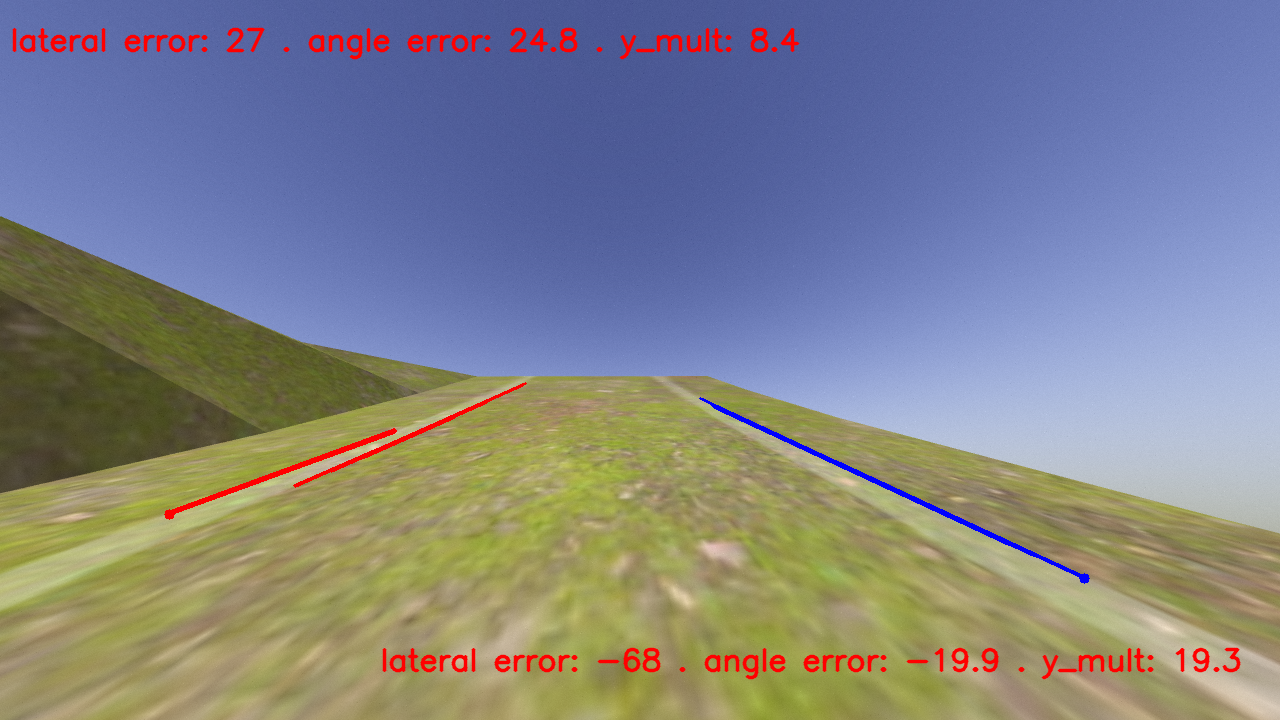 lateral error: 27 . angle error: 24.8 . y_mult: 8.4
lateral error: -68 . angle error: -19.9 . y_mult: 19.3